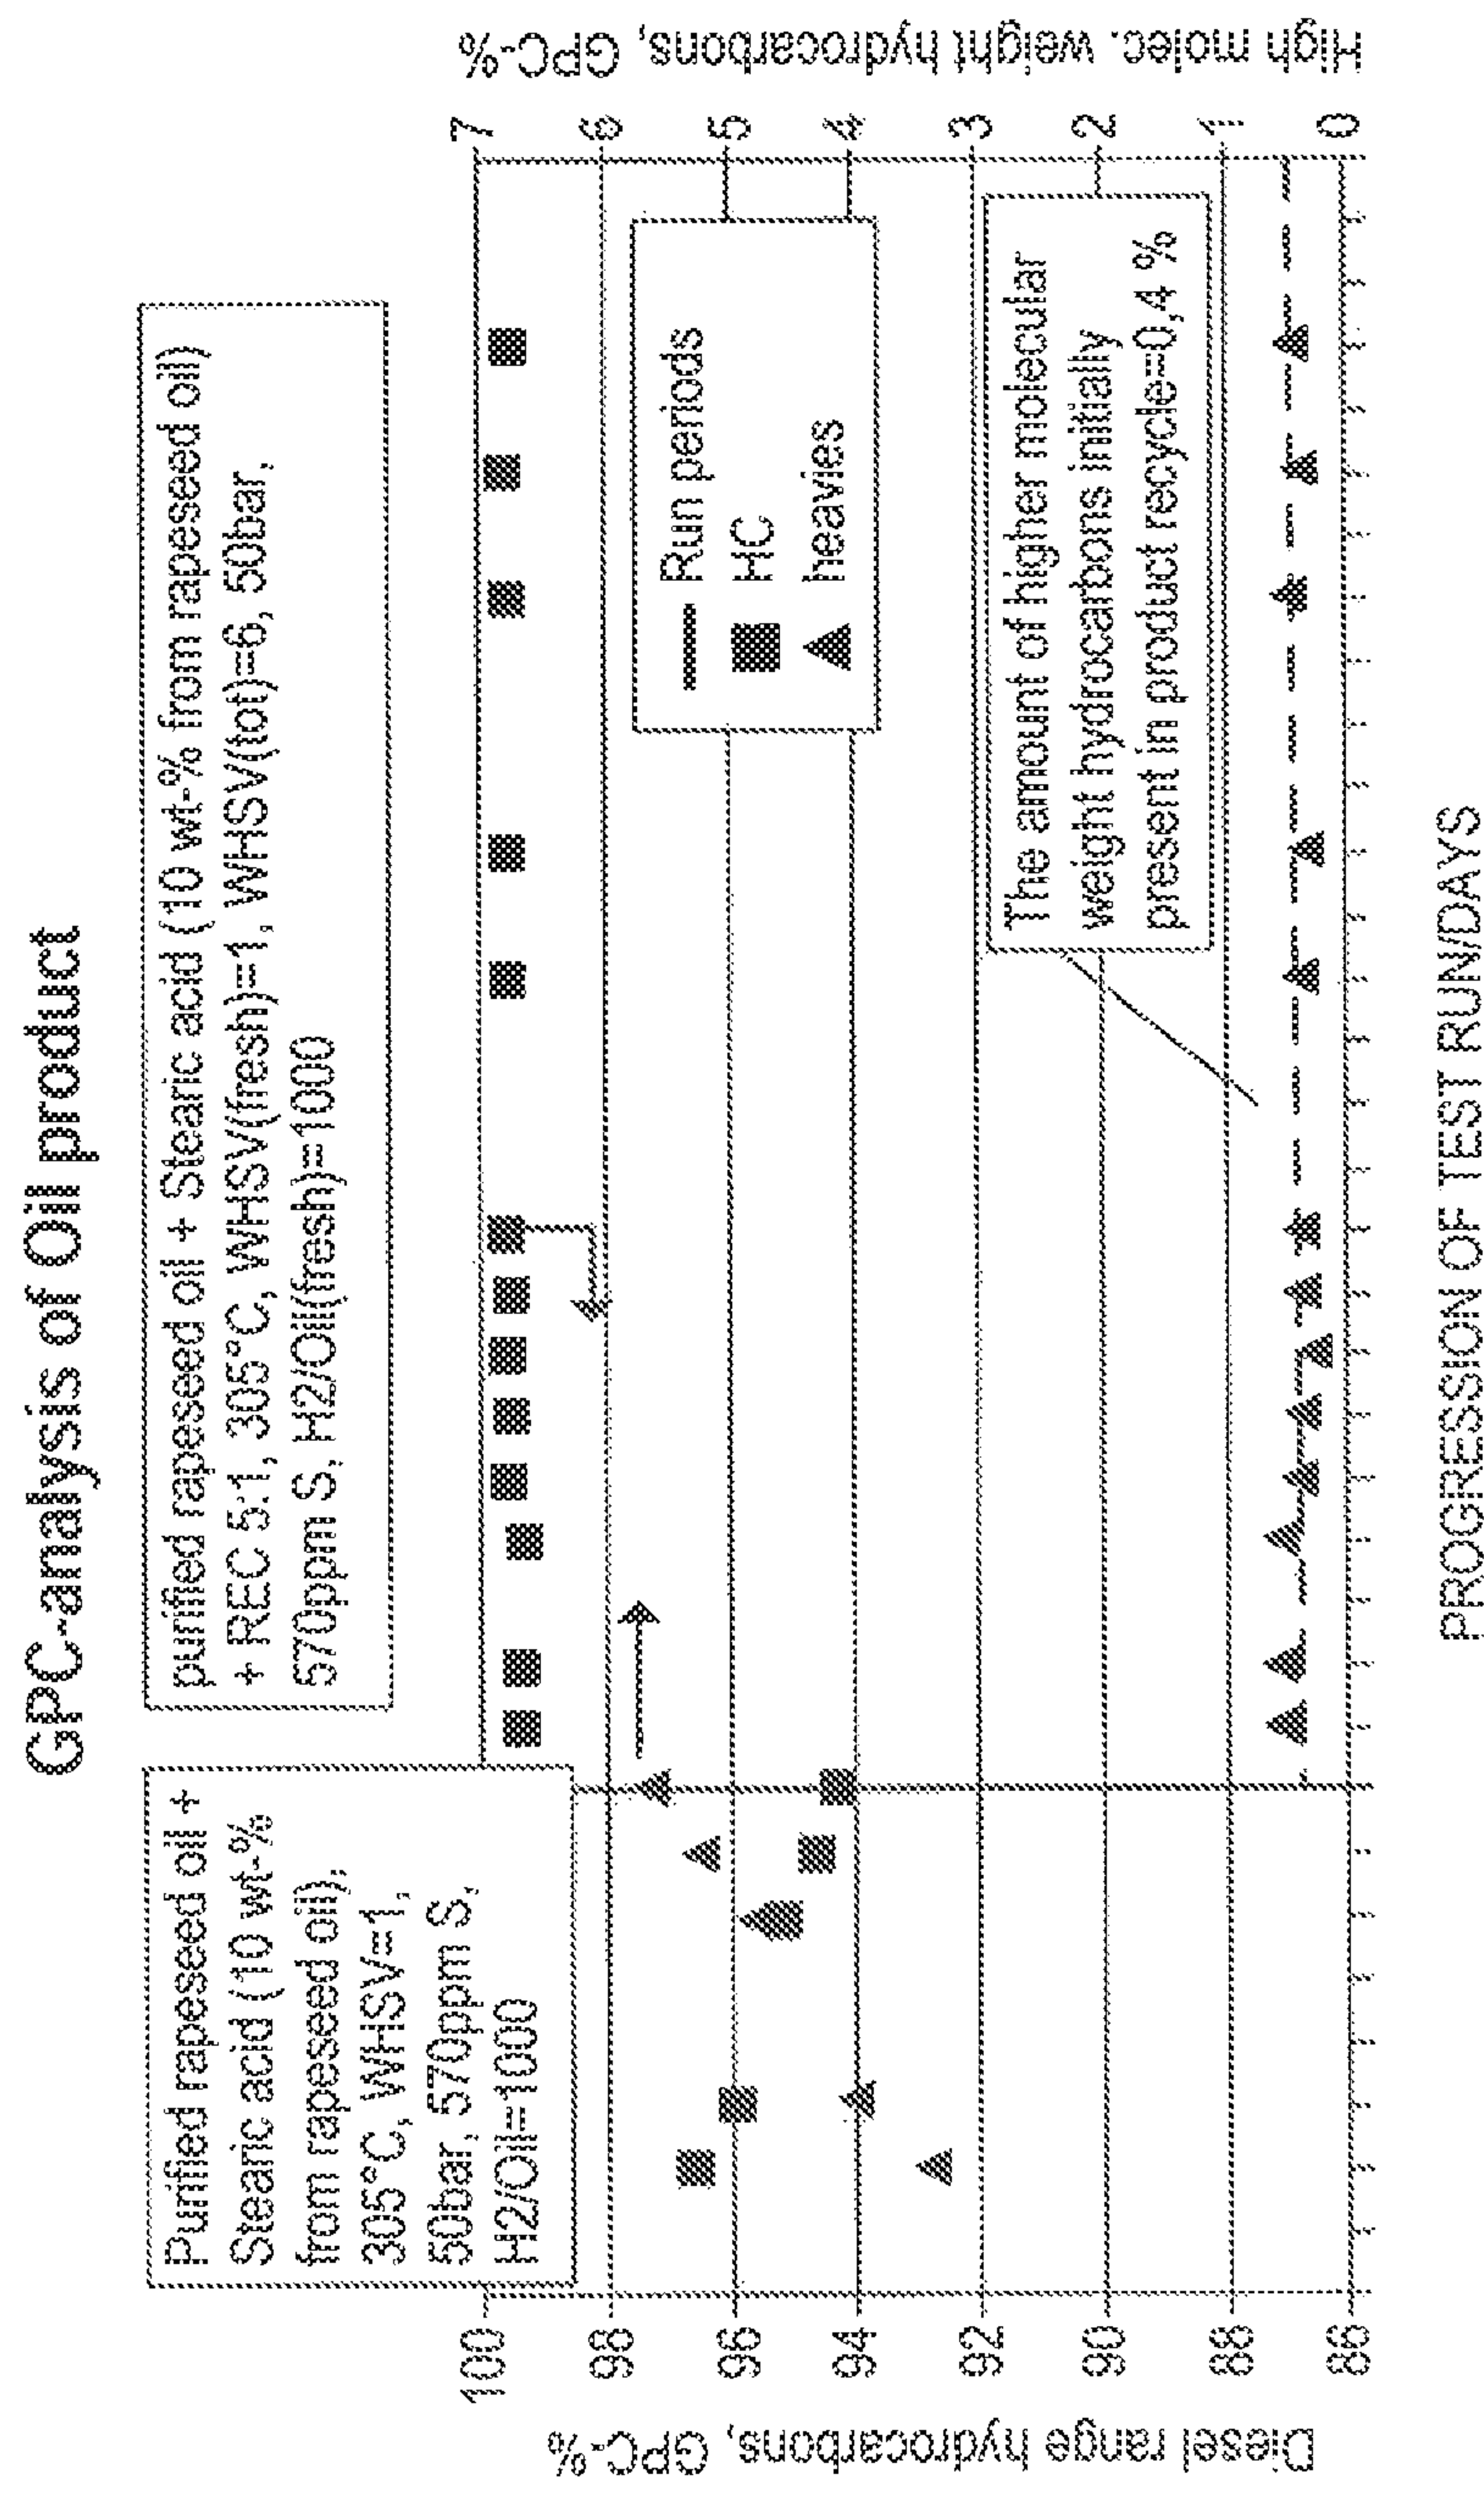 GPC-analysis of Oil product
Purified rapeseed oil +
Stearic acid (10 wt-%
from rapeseed oil),
305°C, WHSV=1,
50bar, 570ppm S,
H2/Oil=1000
purified rapeseed oil + Stearic acid (10 wt-% from rapeseed oil)
+ REC 5:1, 305°C, WHSV(fresh)=1, WHSV(tot)=6, 50bar,
570ppm S, H2/Oil(fresh)=1000
Diesel range hydrocarbons, GPC-%
100
98
96
94
92
90
88
86
Run periods
HC
heavies
The amount of higher molecular
weight hydrocarbons initially
present in product recycle=0,4 %
7
6
5
4
3
2
1
0
High molec. weight hydrocarbons, GPC-%
PROGRESSION OF TEST RUN/DAYS